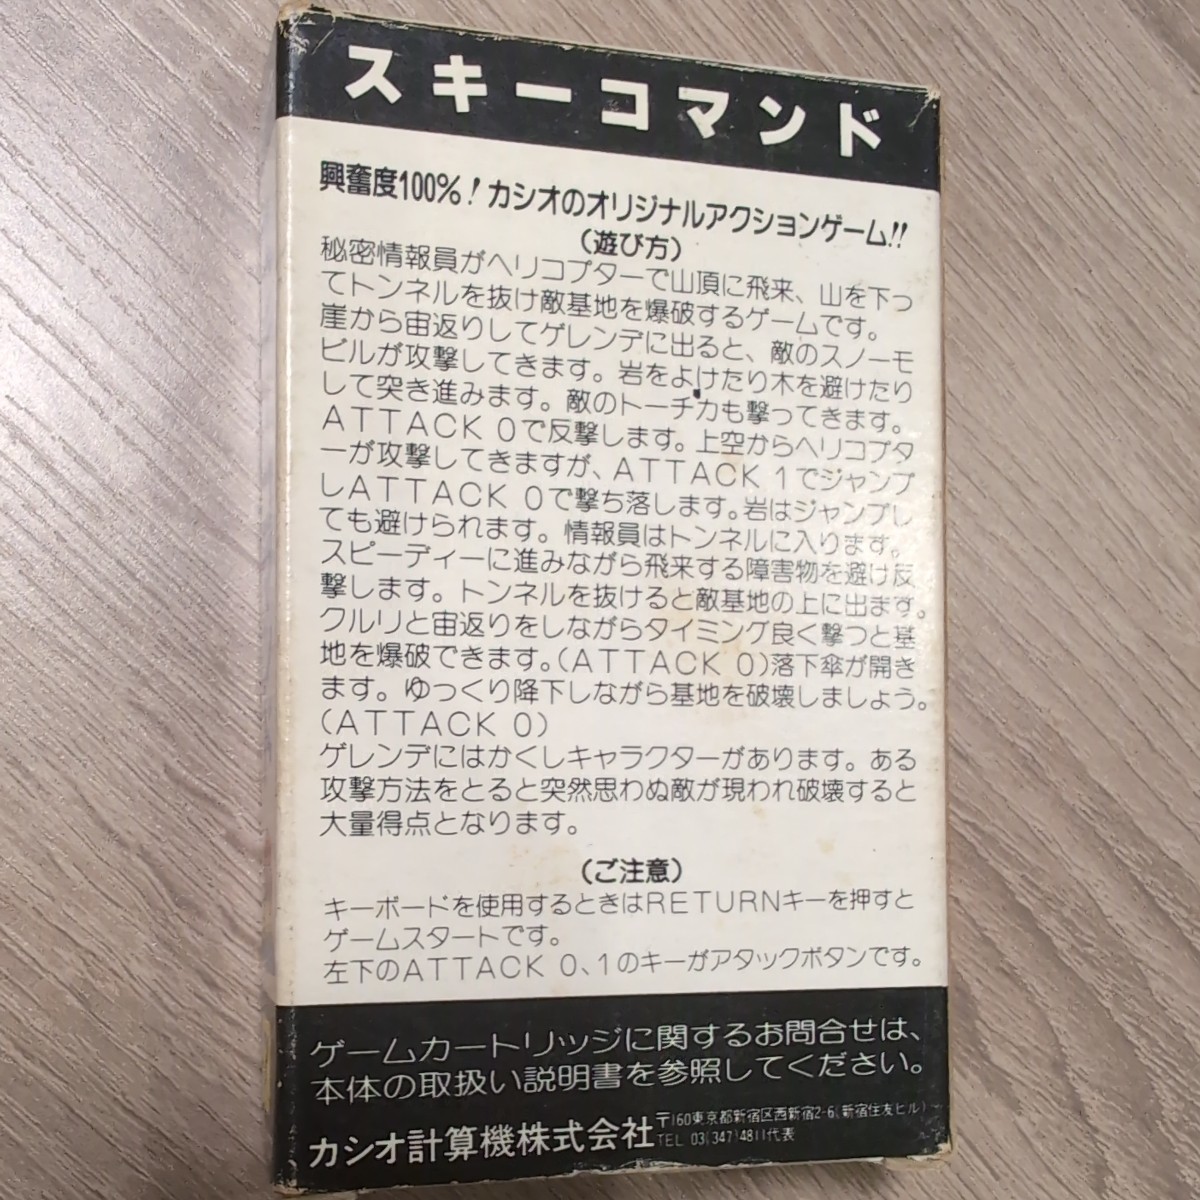 スキーコマンド
興奮度100%！カシオのオリジナルアクションゲーム!!
(遊び方)
秘密情報員がヘリコプターで山頂に飛来、山を下っ
てトンネルを抜け敵基地を爆破するゲームです。
崖から宙返りしてゲレンデに出ると、敵のスノーモ
ビルが攻撃してきます。岩をよけたり木を避けたり
して突き進みます。敵のトーチカも撃ってきます。
ATTACK 0で反撃します。上空からヘリコプタ
ーが攻撃してきますが、ATTACK 1でジャンプ
しATTACK 0で撃ち落します。岩はジャンプし
ても避けられます。情報員はトンネルに入ります。
スピーディーに進みながら飛来する障害物を避け反
撃します。トンネルを抜けると敵基地の上に出ます。
クルリと宙返りをしながらタイミング良く撃つと基
地を爆破できます。(ATTACK 0)落下傘が開き
ます。ゆっくり降下しながら基地を破壊しましょう。
(ATTACK 0)
ゲレンデにはかくしキャラクターがあります。ある
攻撃方法をとると突然思わぬ敵が現われ破壊すると
大量得点となります。
(ご注意)
キーボードを使用するときはRETURNキーを押すと
ゲームスタートです。
左下のATTACK 0、1のキーがアタックボタンです。
ゲームカートリッジに関するお問合せは、
本体の取扱い説明書を参照してください。
カシオ計算機株式会社
〒160東京都新宿区西新宿2-6(新宿住友ビル)
TEL 03(347)4811代表